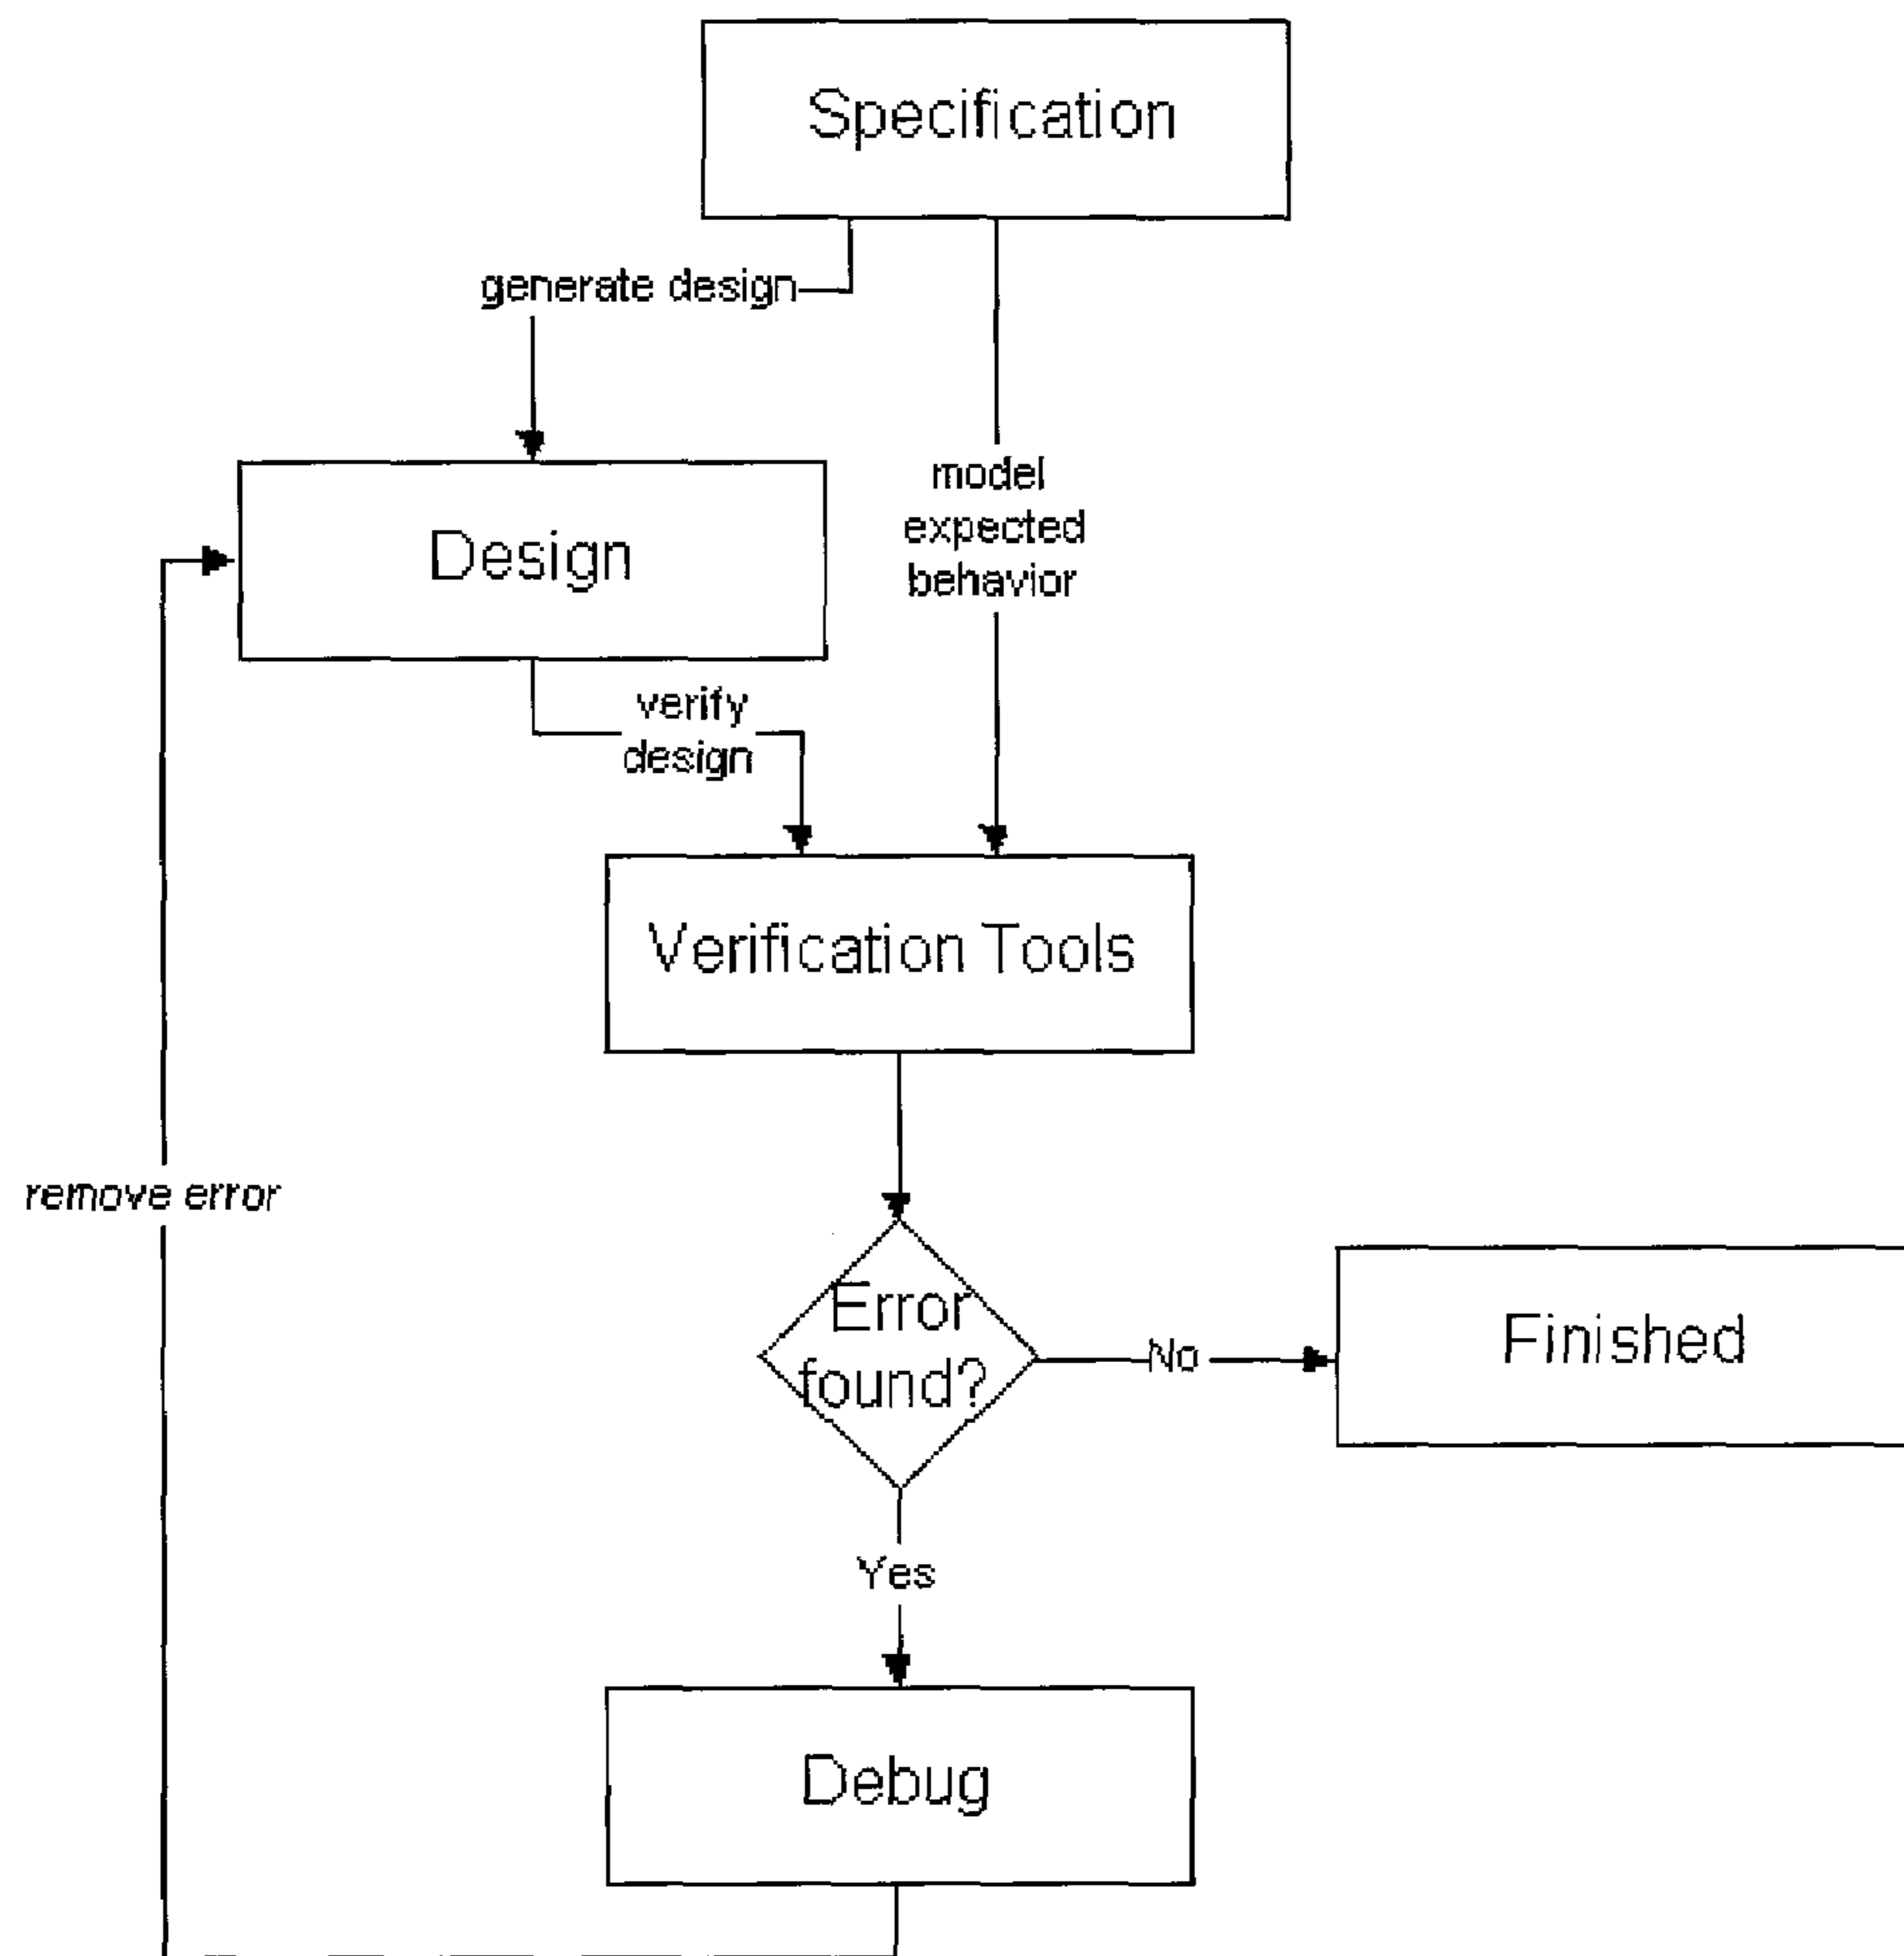 Specification
generate design
model
expected
behavior
Design
verify
design
Verification Tools
remove error
Error
found?
No
Finished
Yes
Debug